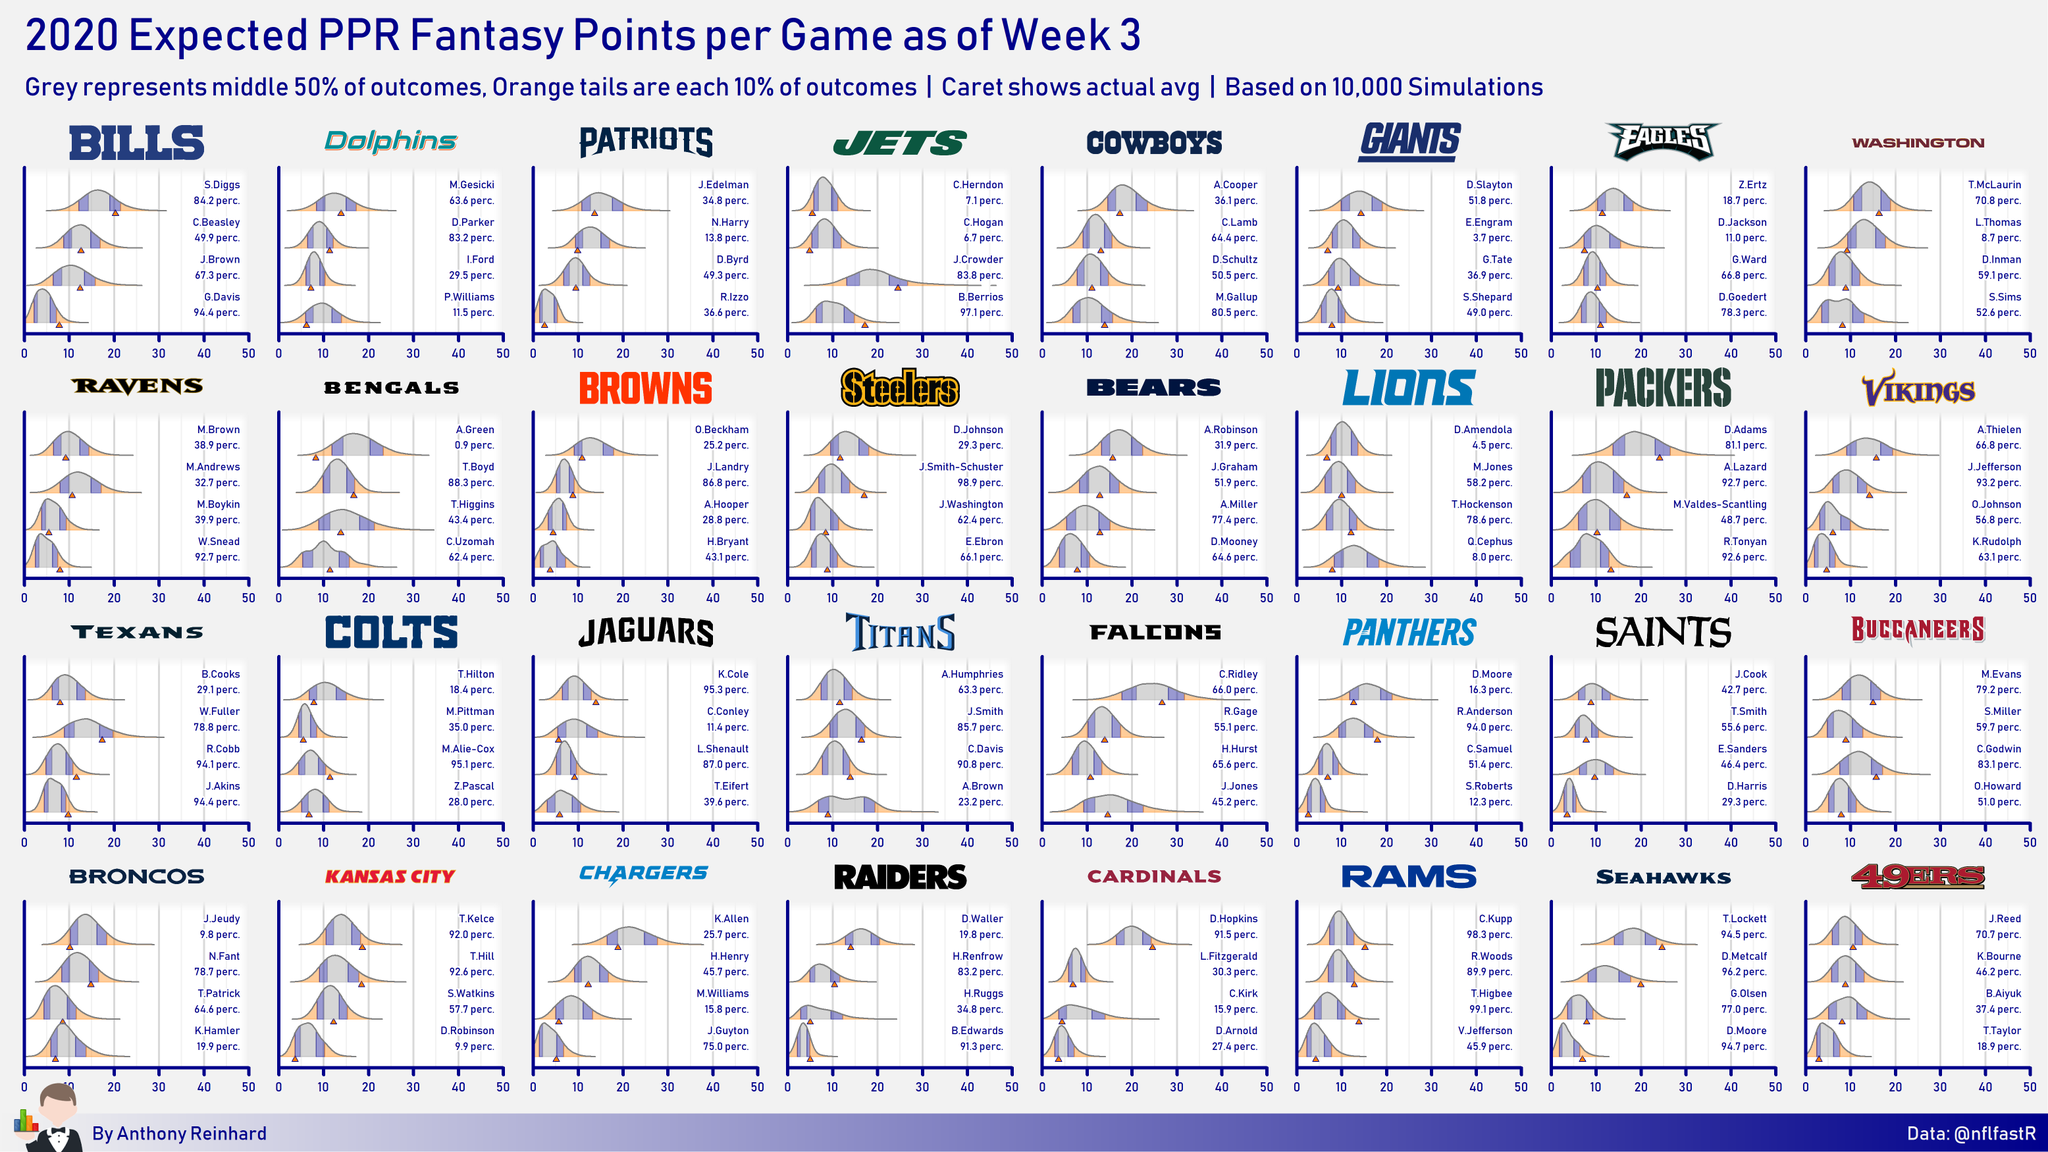 2020 Expected PPR Fantasy Points per Game as of Week 3
Grey represents middle 50% of outcomes, Orange tails are each 10% of outcomes | Caret shows actual avg | Based on 10,000 Simulations
BILLS
S.Diggs
84.2 perc.
C.Beasley
49.9 perc.
J.Brown
67.3 perc.
G.Davis
94.4 perc.
0 10 20 30 40 50
Dolphins
M.Gesicki
63.6 perc.
D.Parker
83.2 perc.
I.Ford
29.5 perc.
P.Williams
11.5 perc.
0 10 20 30 40 50
PATRIOTS
J.Edelman
34.8 perc.
N.Harry
13.8 perc.
D.Byrd
49.3 perc.
R.Izzo
36.6 perc.
0 10 20 30 40 50
JETS
C.Herndon
7.1 perc.
C.Hogan
6.7 perc.
J.Crowder
83.8 perc.
B.Berrios
97.1 perc.
0 10 20 30 40 50
COWBOYS
A.Cooper
36.1 perc.
C.Lamb
64.4 perc.
D.Schultz
50.5 perc.
M.Gallup
80.5 perc.
0 10 20 30 40 50
GIANTS
D.Slayton
51.8 perc.
E.Engram
3.7 perc.
G.Tate
36.9 perc.
S.Shepard
49.0 perc.
0 10 20 30 40 50
EAGLES
Z.Ertz
18.7 perc.
D.Jackson
11.0 perc.
G.Ward
66.8 perc.
D.Goedert
78.3 perc.
0 10 20 30 40 50
WASHINGTON
T.McLaurin
70.8 perc.
L.Thomas
8.7 perc.
D.Inman
59.1 perc.
S.Sims
52.6 perc.
0 10 20 30 40 50
RAVENS
M.Brown
38.9 perc.
M.Andrews
32.7 perc.
M.Boykin
39.9 perc.
W.Snead
92.7 perc.
0 10 20 30 40 50
BENGALS
A.Green
0.9 perc.
T.Boyd
88.3 perc.
T.Higgins
43.4 perc.
C.Uzomah
62.4 perc.
0 10 20 30 40 50
BROWNS
O.Beckham
25.2 perc.
J.Landry
86.8 perc.
A.Hooper
28.8 perc.
H.Bryant
43.1 perc.
0 10 20 30 40 50
Steelers
D.Johnson
29.3 perc.
J.Smith-Schuster
98.9 perc.
J.Washington
62.4 perc.
E.Ebron
66.1 perc.
0 10 20 30 40 50
BEARS
A.Robinson
31.9 perc.
J.Graham
51.9 perc.
A.Miller
77.4 perc.
D.Mooney
64.6 perc.
0 10 20 30 40 50
LIONS
D.Amendola
4.5 perc.
M.Jones
58.2 perc.
T.Hockenson
78.6 perc.
Q.Cephus
8.0 perc.
0 10 20 30 40 50
PACKERS
D.Adams
81.1 perc.
A.Lazard
92.7 perc.
M.Valdes-Scantling
48.7 perc.
R.Tonyan
92.6 perc.
0 10 20 30 40 50
VIKINGS
A.Thielen
66.8 perc.
J.Jefferson
93.2 perc.
O.Johnson
56.8 perc.
K.Rudolph
63.1 perc.
0 10 20 30 40 50
TEXANS
B.Cooks
29.1 perc.
W.Fuller
78.8 perc.
R.Cobb
94.1 perc.
J.Akins
94.4 perc.
0 10 20 30 40 50
COLTS
T.Hilton
18.4 perc.
M.Pittman
35.0 perc.
M.Alie-Cox
95.1 perc.
Z.Pascal
28.0 perc.
0 10 20 30 40 50
JAGUARS
K.Cole
95.3 perc.
C.Conley
11.4 perc.
L.Shenault
87.0 perc.
T.Eifert
39.6 perc.
0 10 20 30 40 50
TITANS
A.Humphries
63.3 perc.
J.Smith
85.7 perc.
C.Davis
90.8 perc.
A.Brown
23.2 perc.
0 10 20 30 40 50
FALCONS
C.Ridley
66.0 perc.
R.Gage
55.1 perc.
H.Hurst
65.6 perc.
J.Jones
45.2 perc.
0 10 20 30 40 50
PANTHERS
D.Moore
16.3 perc.
R.Anderson
94.0 perc.
C.Samuel
51.4 perc.
S.Roberts
12.3 perc.
0 10 20 30 40 50
SAINTS
J.Cook
42.7 perc.
T.Smith
55.6 perc.
E.Sanders
46.4 perc.
D.Harris
29.3 perc.
0 10 20 30 40 50
BUCCANEERS
M.Evans
79.2 perc.
S.Miller
59.7 perc.
C.Godwin
83.1 perc.
O.Howard
51.0 perc.
0 10 20 30 40 50
BRONCOS
J.Jeudy
9.8 perc.
N.Fant
78.7 perc.
T.Patrick
64.6 perc.
K.Hamler
19.9 perc.
0 10 20 30 40 50
KANSAS CITY
T.Kelce
92.0 perc.
T.Hill
92.6 perc.
S.Watkins
57.7 perc.
D.Robinson
9.9 perc.
0 10 20 30 40 50
CHARGERS
K.Allen
25.7 perc.
H.Henry
45.7 perc.
M.Williams
15.8 perc.
J.Guyton
75.0 perc.
0 10 20 30 40 50
RAIDERS
D.Waller
19.8 perc.
H.Renfrow
83.2 perc.
H.Ruggs
34.8 perc.
B.Edwards
91.3 perc.
0 10 20 30 40 50
CARDINALS
D.Hopkins
91.5 perc.
L.Fitzgerald
30.3 perc.
C.Kirk
15.9 perc.
D.Arnold
27.4 perc.
0 10 20 30 40 50
RAMS
C.Kupp
98.3 perc.
R.Woods
89.9 perc.
T.Higbee
99.1 perc.
V.Jefferson
45.9 perc.
0 10 20 30 40 50
SEAHAWKS
T.Lockett
94.5 perc.
D.Metcalf
96.2 perc.
G.Olsen
77.0 perc.
D.Moore
94.7 perc.
0 10 20 30 40 50
49ERS
J.Reed
70.7 perc.
K.Bourne
46.2 perc.
B.Aiyuk
37.4 perc.
T.Taylor
18.9 perc.
0 10 20 30 40 50
By Anthony Reinhard
Data: @nflfastR